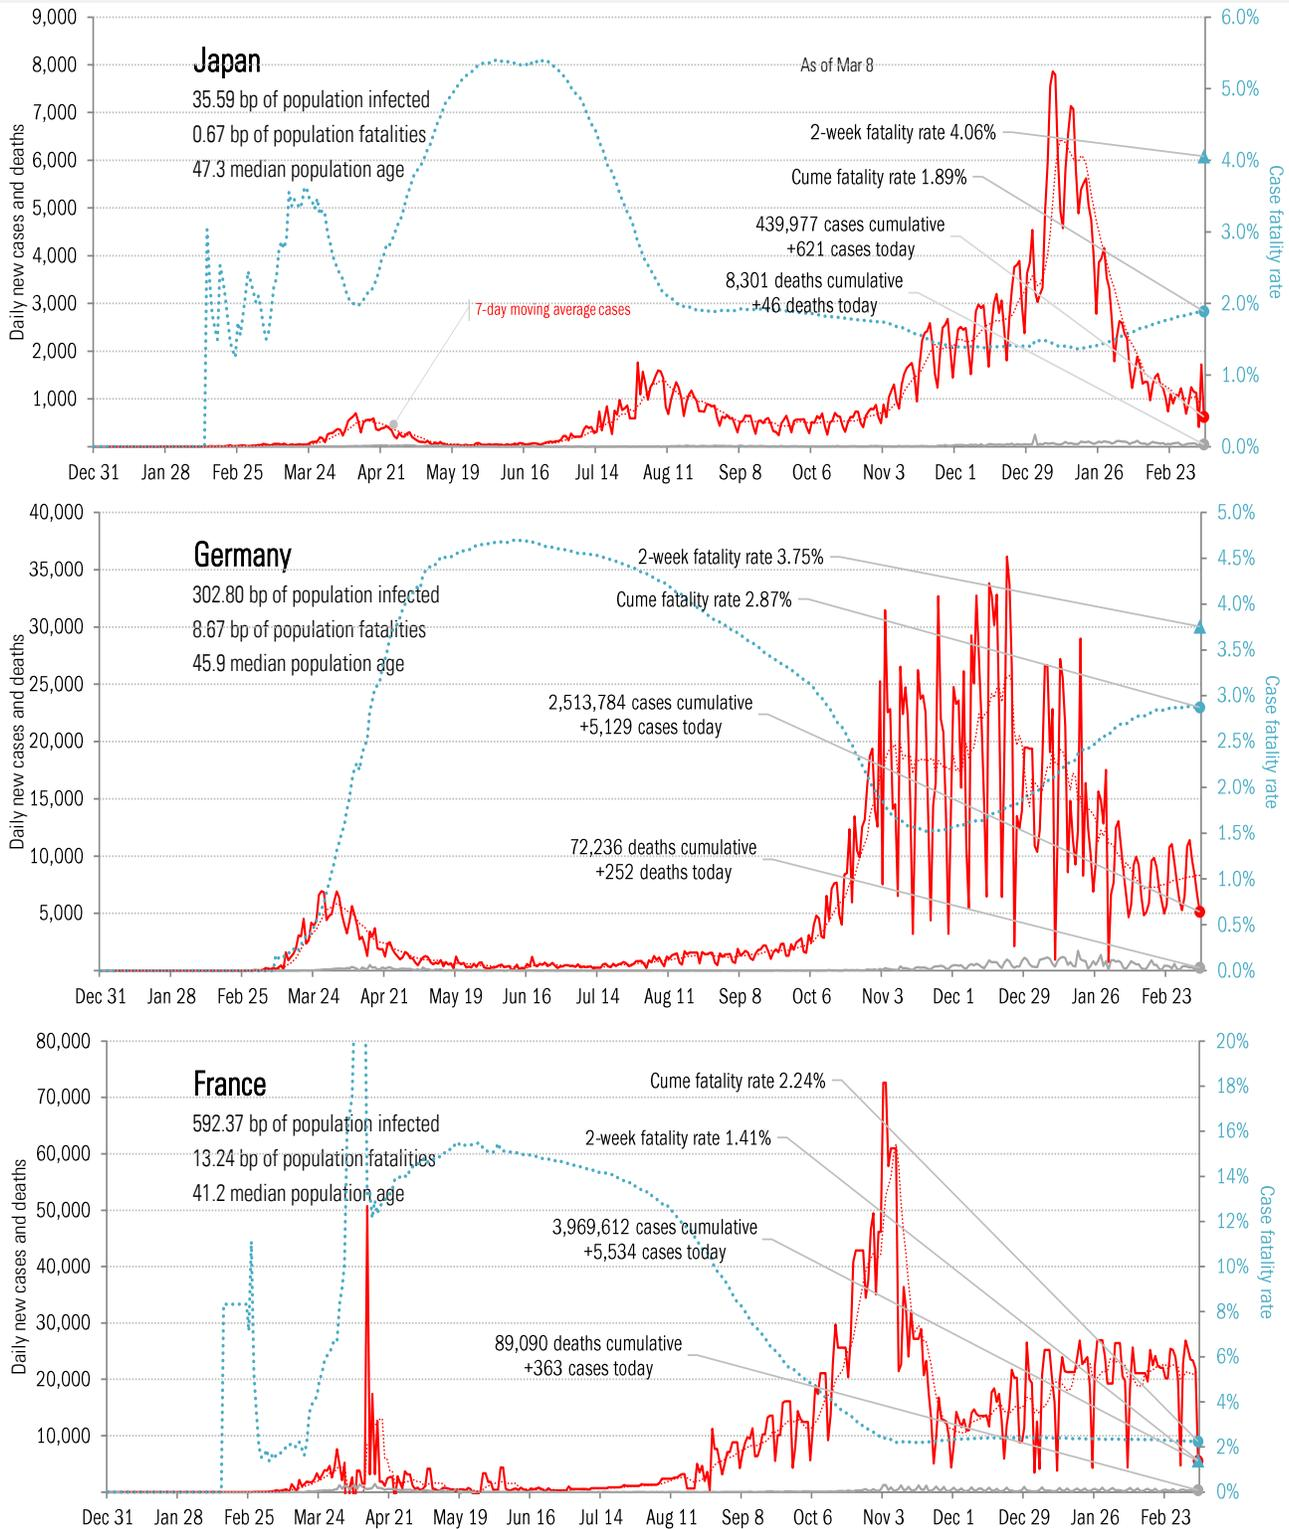 9,000
8,000
7,000
6,000
5,000
4,000
3,000
2,000
1,000
Daily new cases and deaths
Japan
35.59 bp of population infected
0.67 bp of population fatalities
47.3 median population age
As of Mar 8
2-week fatality rate 4.06%
Cume fatality rate 1.89%
439,977 cases cumulative
+621 cases today
8,301 deaths cumulative
+46 deaths today
7-day moving average cases
6.0%
5.0%
4.0%
3.0%
2.0%
1.0%
0.0%
Case fatality rate
Dec 31 Jan 28 Feb 25 Mar 24 Apr 21 May 19 Jun 16 Jul 14 Aug 11 Sep 8 Oct 6 Nov 3 Dec 1 Dec 29 Jan 26 Feb 23
40,000
35,000
30,000
25,000
20,000
15,000
10,000
5,000
Daily new cases and deaths
Germany
302.80 bp of population infected
8.67 bp of population fatalities
45.9 median population age
2-week fatality rate 3.75%
Cume fatality rate 2.87%
2,513,784 cases cumulative
+5,129 cases today
72,236 deaths cumulative
+252 deaths today
5.0%
4.5%
4.0%
3.5%
3.0%
2.5%
2.0%
1.5%
1.0%
0.5%
0.0%
Case fatality rate
Dec 31 Jan 28 Feb 25 Mar 24 Apr 21 May 19 Jun 16 Jul 14 Aug 11 Sep 8 Oct 6 Nov 3 Dec 1 Dec 29 Jan 26 Feb 23
80,000
70,000
60,000
50,000
40,000
30,000
20,000
10,000
Daily new cases and deaths
France
592.37 bp of population infected
13.24 bp of population fatalities
41.2 median population age
Cume fatality rate 2.24%
2-week fatality rate 1.41%
3,969,612 cases cumulative
+5,534 cases today
89,090 deaths cumulative
+363 cases today
20%
18%
16%
14%
12%
10%
8%
6%
4%
2%
0%
Case fatality rate
Dec 31 Jan 28 Feb 25 Mar 24 Apr 21 May 19 Jun 16 Jul 14 Aug 11 Sep 8 Oct 6 Nov 3 Dec 1 Dec 29 Jan 26 Feb 23